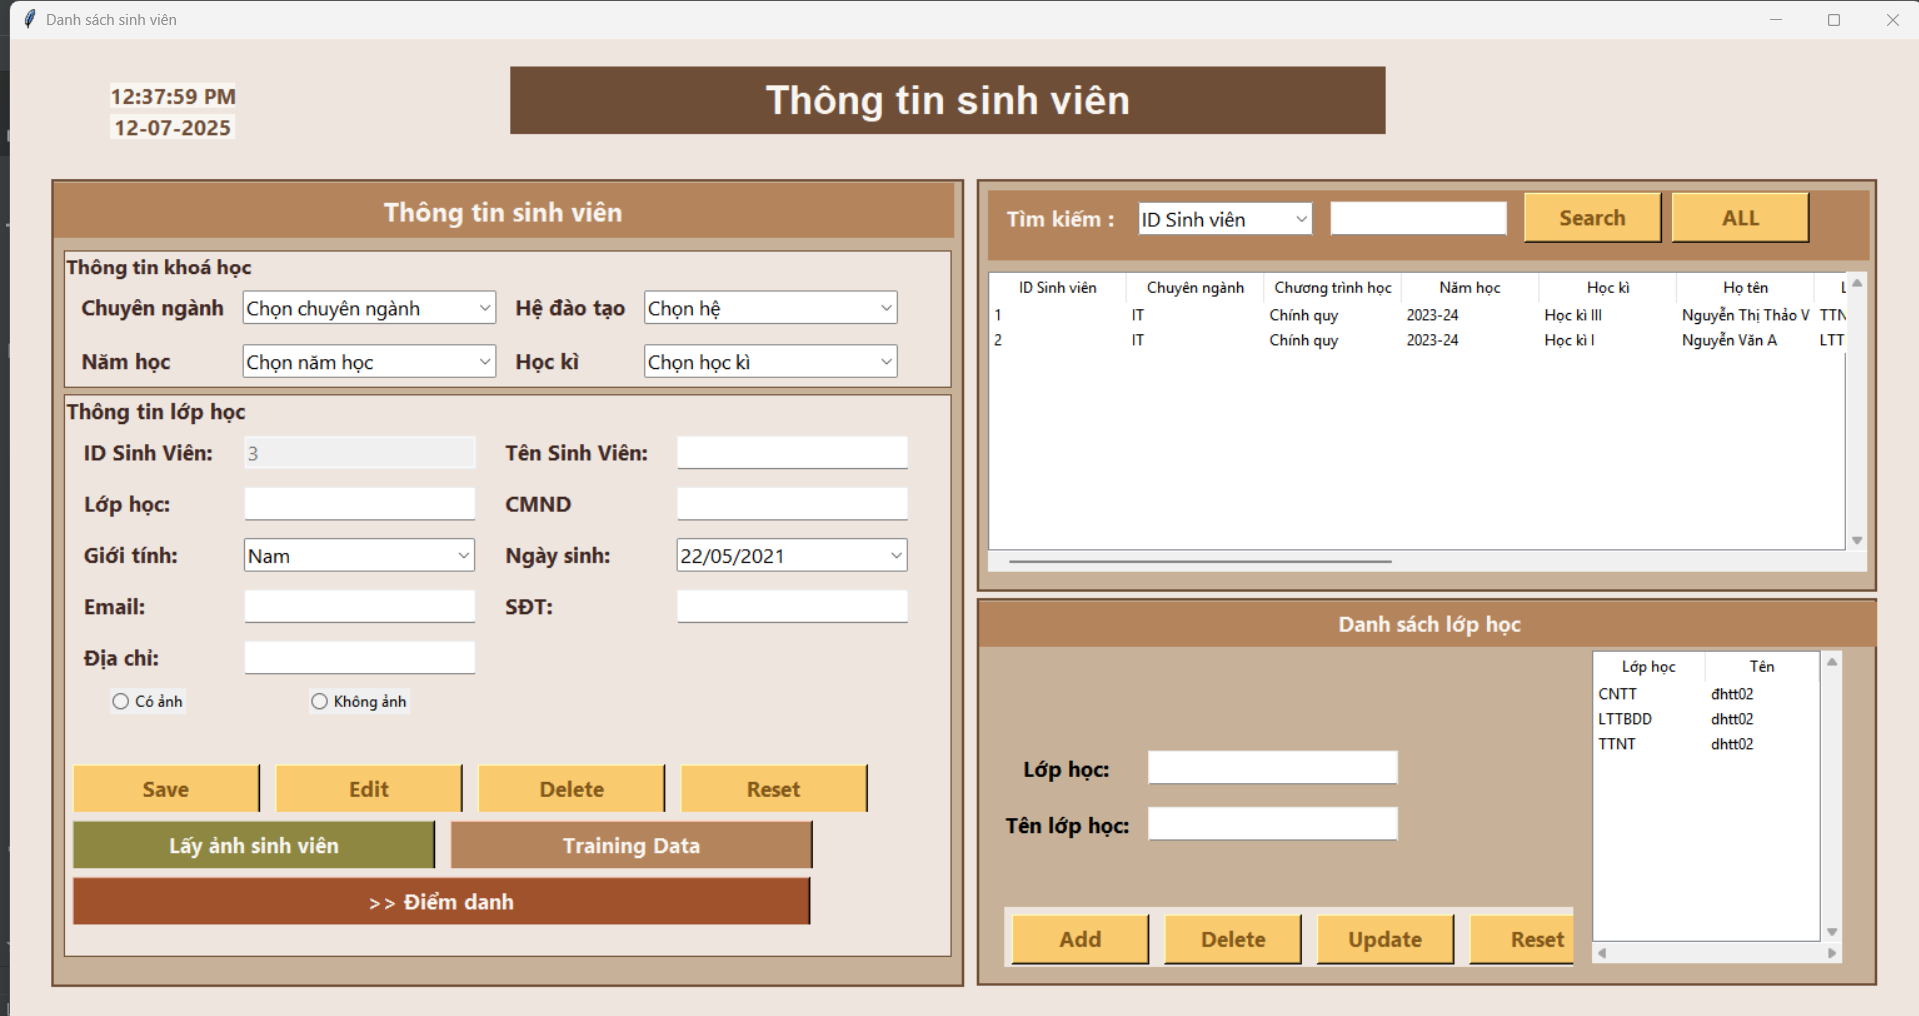 Danh sách sinh viên
12:37:59 PM
12-07-2025
Thông tin sinh viên
Thông tin sinh viên
Thông tin khoá học
Chuyên ngành Chọn chuyên ngành Hệ đào tạo Chọn hệ
Năm học Chọn năm học Học kì Chọn học kì
Thông tin lớp học
ID Sinh Viên: 3 Tên Sinh Viên:
Lớp học: CMND
Giới tính: Nam Ngày sinh: 22/05/2021
Email: SĐT:
Địa chỉ:
Có ảnh Không ảnh
Save Edit Delete Reset
Lấy ảnh sinh viên Training Data
>> Điểm danh
Tìm kiếm : ID Sinh viên Search ALL
ID Sinh viên Chuyên ngành Chương trình học Năm học Học kì Họ tên L
1 IT Chính quy 2023-24 Học kì III Nguyễn Thị Thảo V TTN
2 IT Chính quy 2023-24 Học kì I Nguyễn Văn A LTT
Danh sách lớp học
Lớp học:
Tên lớp học:
Add Delete Update Reset
Lớp học Tên
CNTT đhtt02
LTTBDD dhtt02
TTNT dhtt02